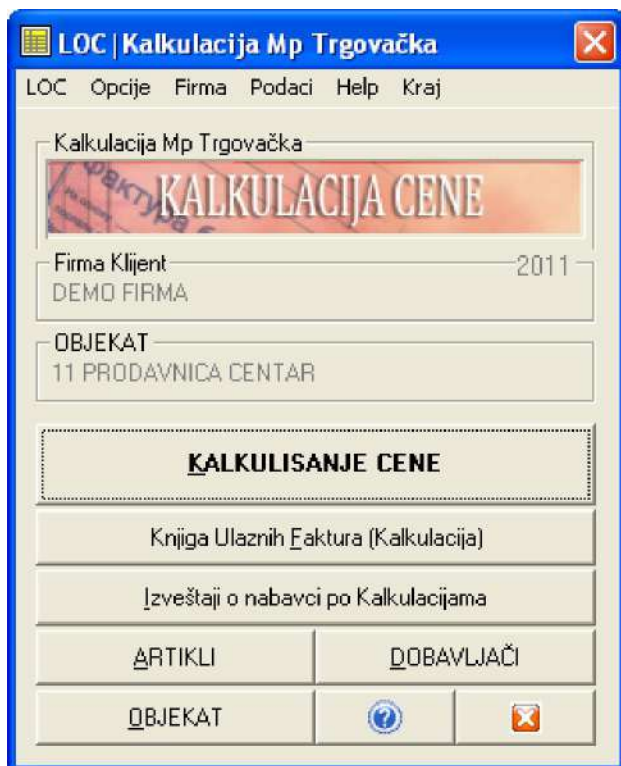 LOC | Kalkulacija Mp Trgovačka
LOC Opcije Firma Podaci Help Kraj
Kalkulacija Mp Trgovačka
Фактура
KALKULACIJA CENE
Firma Klijent 2011
DEMO FIRMA
OBJEKAT
11 PRODAVNICA CENTAR
KALKULISANJE CENE
Knjiga Ulaznih Faktura (Kalkulacija)
Izveštaji o nabavci po Kalkulacijama
ARTIKLI DOBAVLJAČI
OBJEKAT